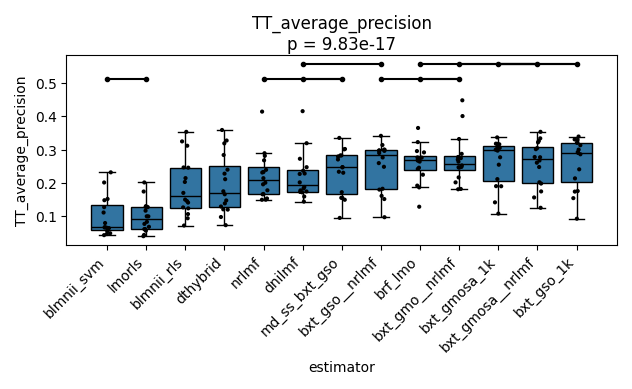 TT_average_precision
p = 9.83e-17
TT_average_precision
0.5
0.4
0.3
0.2
0.1
blmnii_svm
lmorls
blmnii_rls
dthybrid
nrlmf
dnilmf
md_ss_bxt_gso
bxt_gso__nrlmf
brf_lmo
bxt_gmo__nrlmf
bxt_gmosa_1k
bxt_gmosa__nrlmf
bxt_gso_1k
estimator